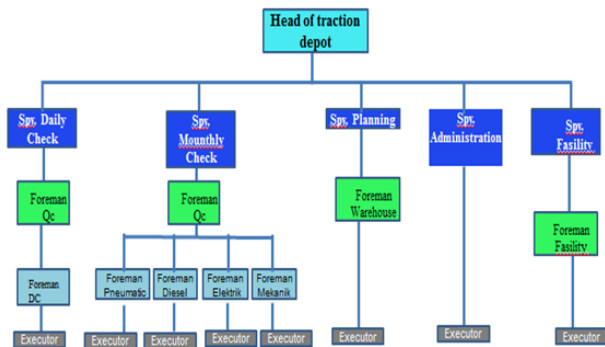 Head of traction
depot
Spv. Daily
Check
Spv.
Mounthly
Check
Spv. Planning
Spv.
Administration
Spv.
Fasility
Foreman
Qc
Foreman
Qc
Foreman
Warehouse
Foreman
Fasility
Foreman
DC
Foreman
Pneumatic
Foreman
Diesel
Foreman
Elektrik
Foreman
Mekanik
Executor
Executor
Executor
Executor
Executor
Executor
Executor
Executor